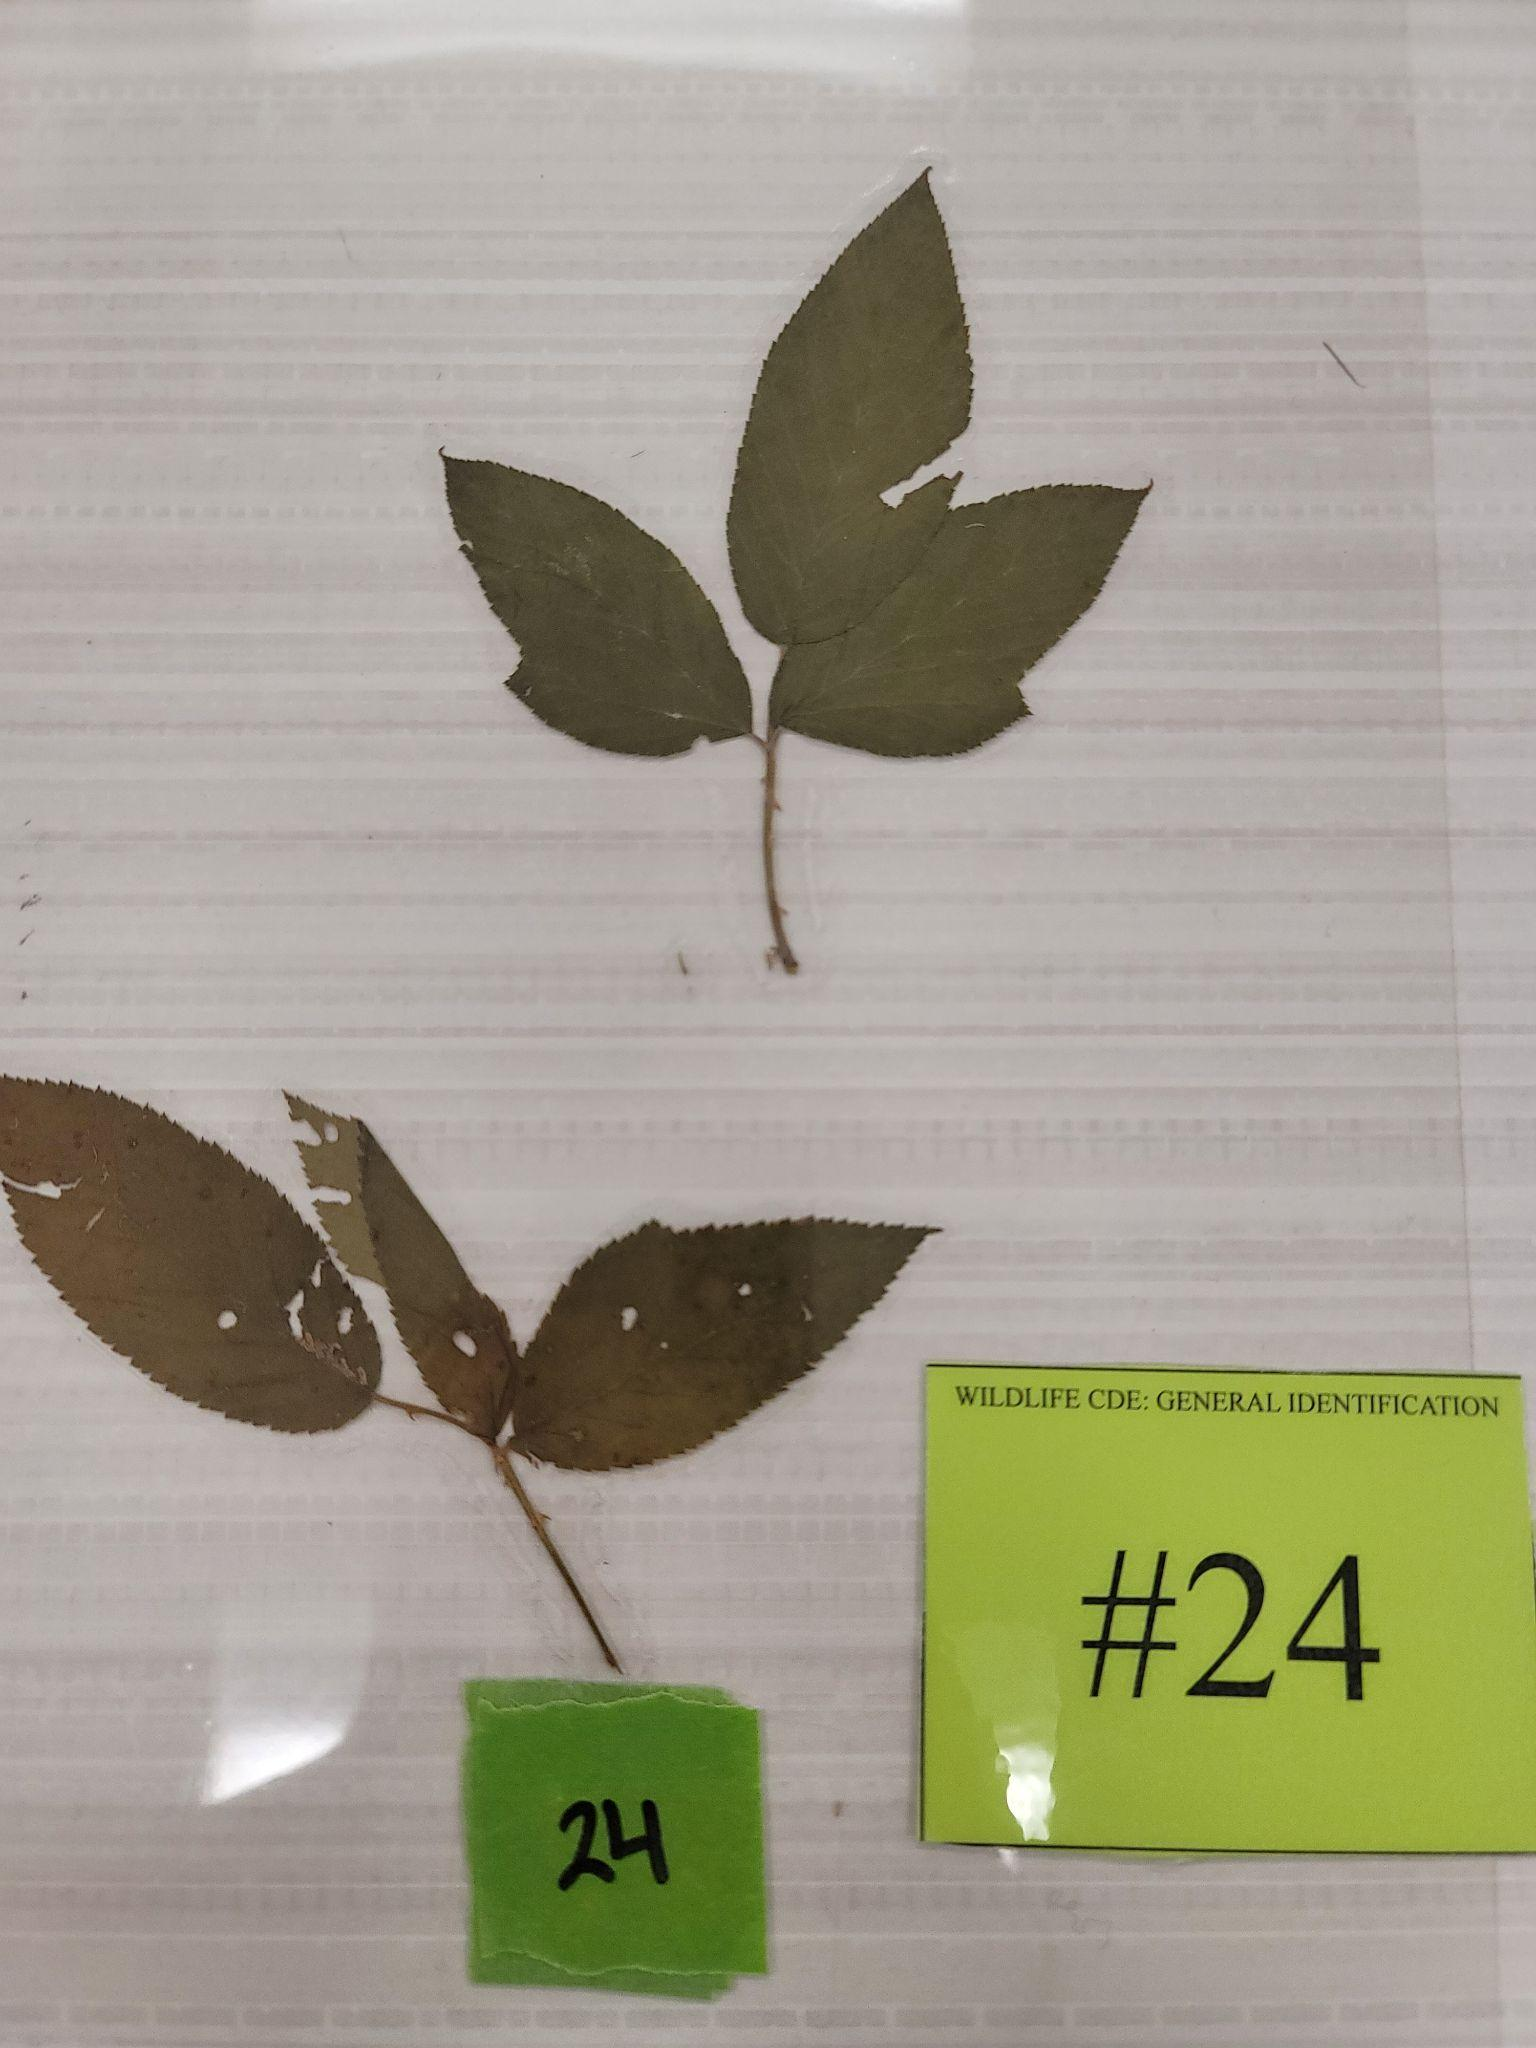 WILDLIFE CDE: GENERAL IDENTIFICATION
#24
24